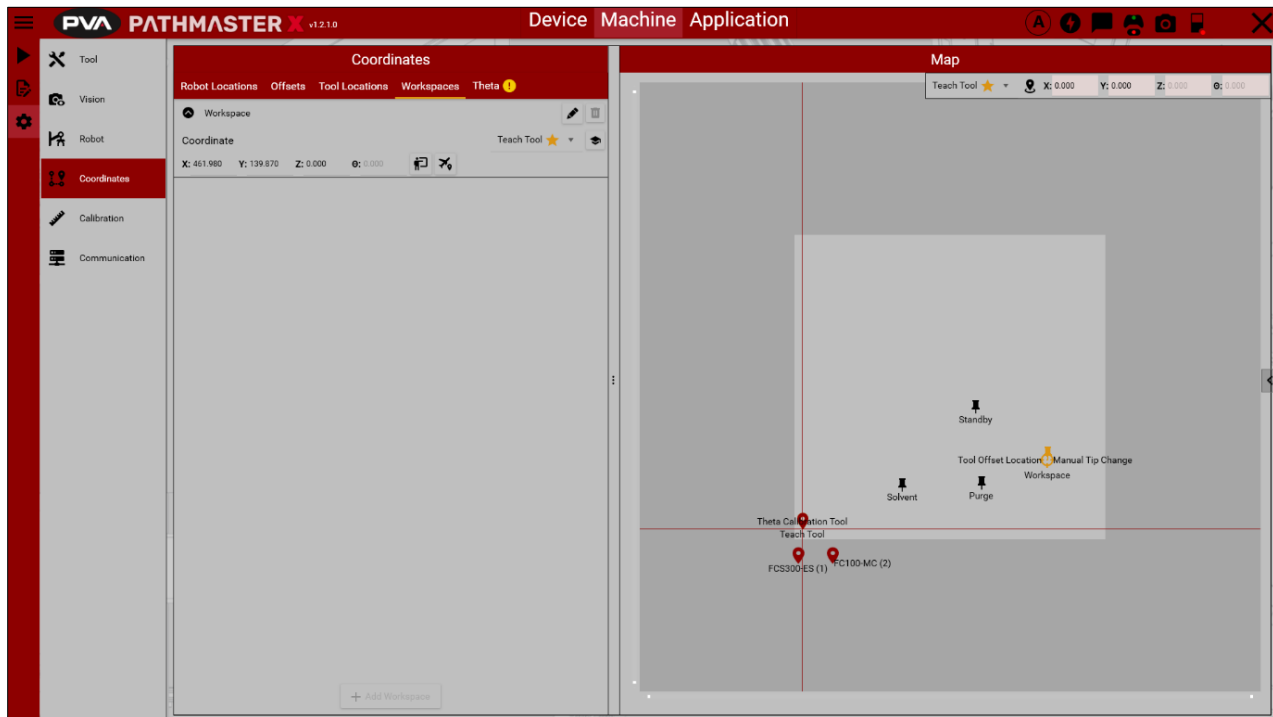 PVA PATHMASTER X v1.2.1.0
Device Machine Application
A
Tool
Vision
Robot
Coordinates
Calibration
Communication
Coordinates
Robot Locations Offsets Tool Locations Workspaces Theta !
Workspace
Coordinate Teach Tool
X: 461.980 Y: 139.870 Z: 0.000 Θ: 0.000
+ Add Workspace
Map
Teach Tool X: 0.000 Y: 0.000 Z: 0.000 Θ: 0.000
Standby
Tool Offset Location Manual Tip Change
Workspace
Solvent
Purge
Theta Calibration Tool
Teach Tool
FCS300-ES (1)
FC100-MC (2)